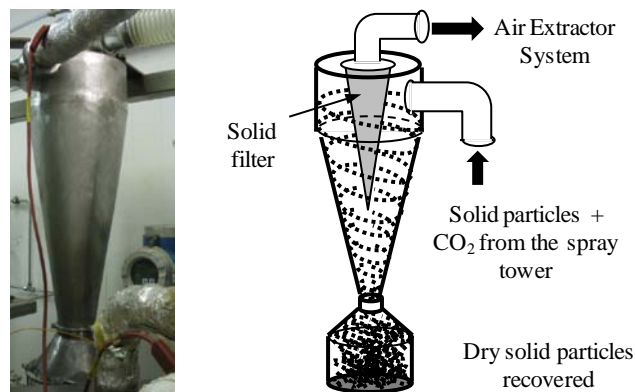 Air Extractor
System
Solid
filter
Solid particles +
CO₂ from the spray
tower
Dry solid particles
recovered